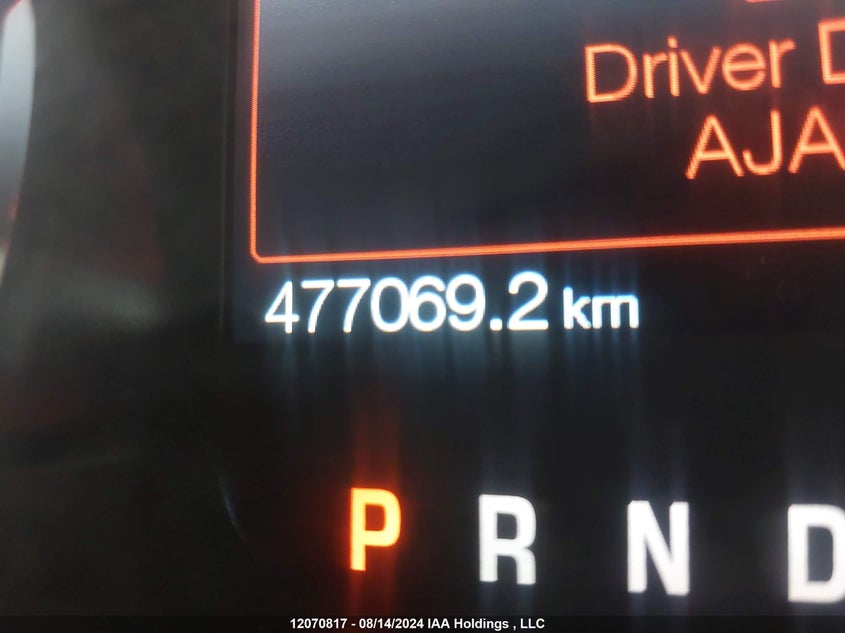 Driver D
AJA
477069.2 km
P R N D
12070817 - 08/14/2024 IAA Holdings , LLC